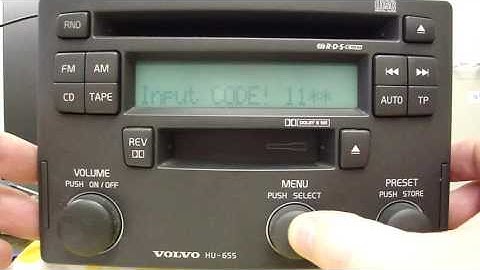 RND
FM AM
CD TAPE
R·D·S
Input CODE! 11**
AUTO TP
REV
DOLBY B NR
VOLUME
PUSH ON/OFF
MENU
PUSH SELECT
PRESET
PUSH STORE
VOLVO HU-655